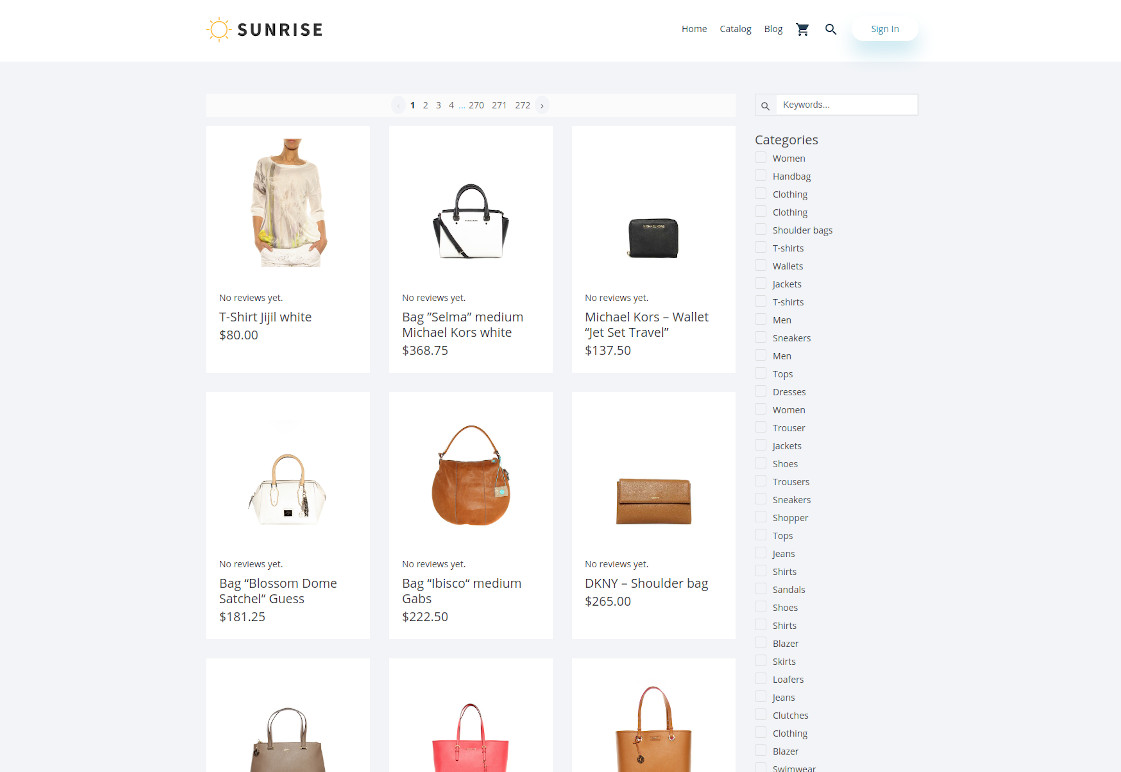 SUNRISE
Home Catalog Blog Sign In
‹ 1 2 3 4 ... 270 271 272 ›
Keywords...
No reviews yet.
T-Shirt Jijil white
$80.00
No reviews yet.
Bag ”Selma” medium
Michael Kors white
$368.75
No reviews yet.
Michael Kors – Wallet
“Jet Set Travel”
$137.50
No reviews yet.
Bag “Blossom Dome
Satchel” Guess
$181.25
No reviews yet.
Bag “Ibisco“ medium
Gabs
$222.50
No reviews yet.
DKNY – Shoulder bag
$265.00
Categories
Women
Handbag
Clothing
Clothing
Shoulder bags
T-shirts
Wallets
Jackets
T-shirts
Men
Sneakers
Men
Tops
Dresses
Women
Trouser
Jackets
Shoes
Trousers
Sneakers
Shopper
Tops
Jeans
Shirts
Sandals
Shoes
Shirts
Blazer
Skirts
Loafers
Jeans
Clutches
Clothing
Blazer
Swimwear